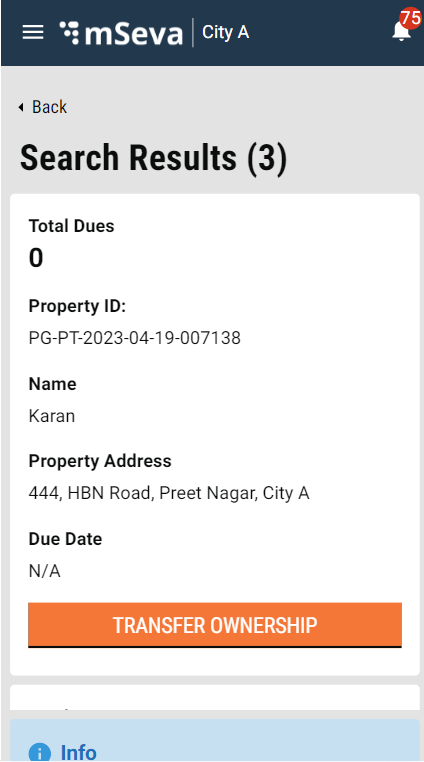 mSeva City A 75
Back
Search Results (3)
Total Dues
0
Property ID:
PG-PT-2023-04-19-007138
Name
Karan
Property Address
444, HBN Road, Preet Nagar, City A
Due Date
N/A
TRANSFER OWNERSHIP
Info